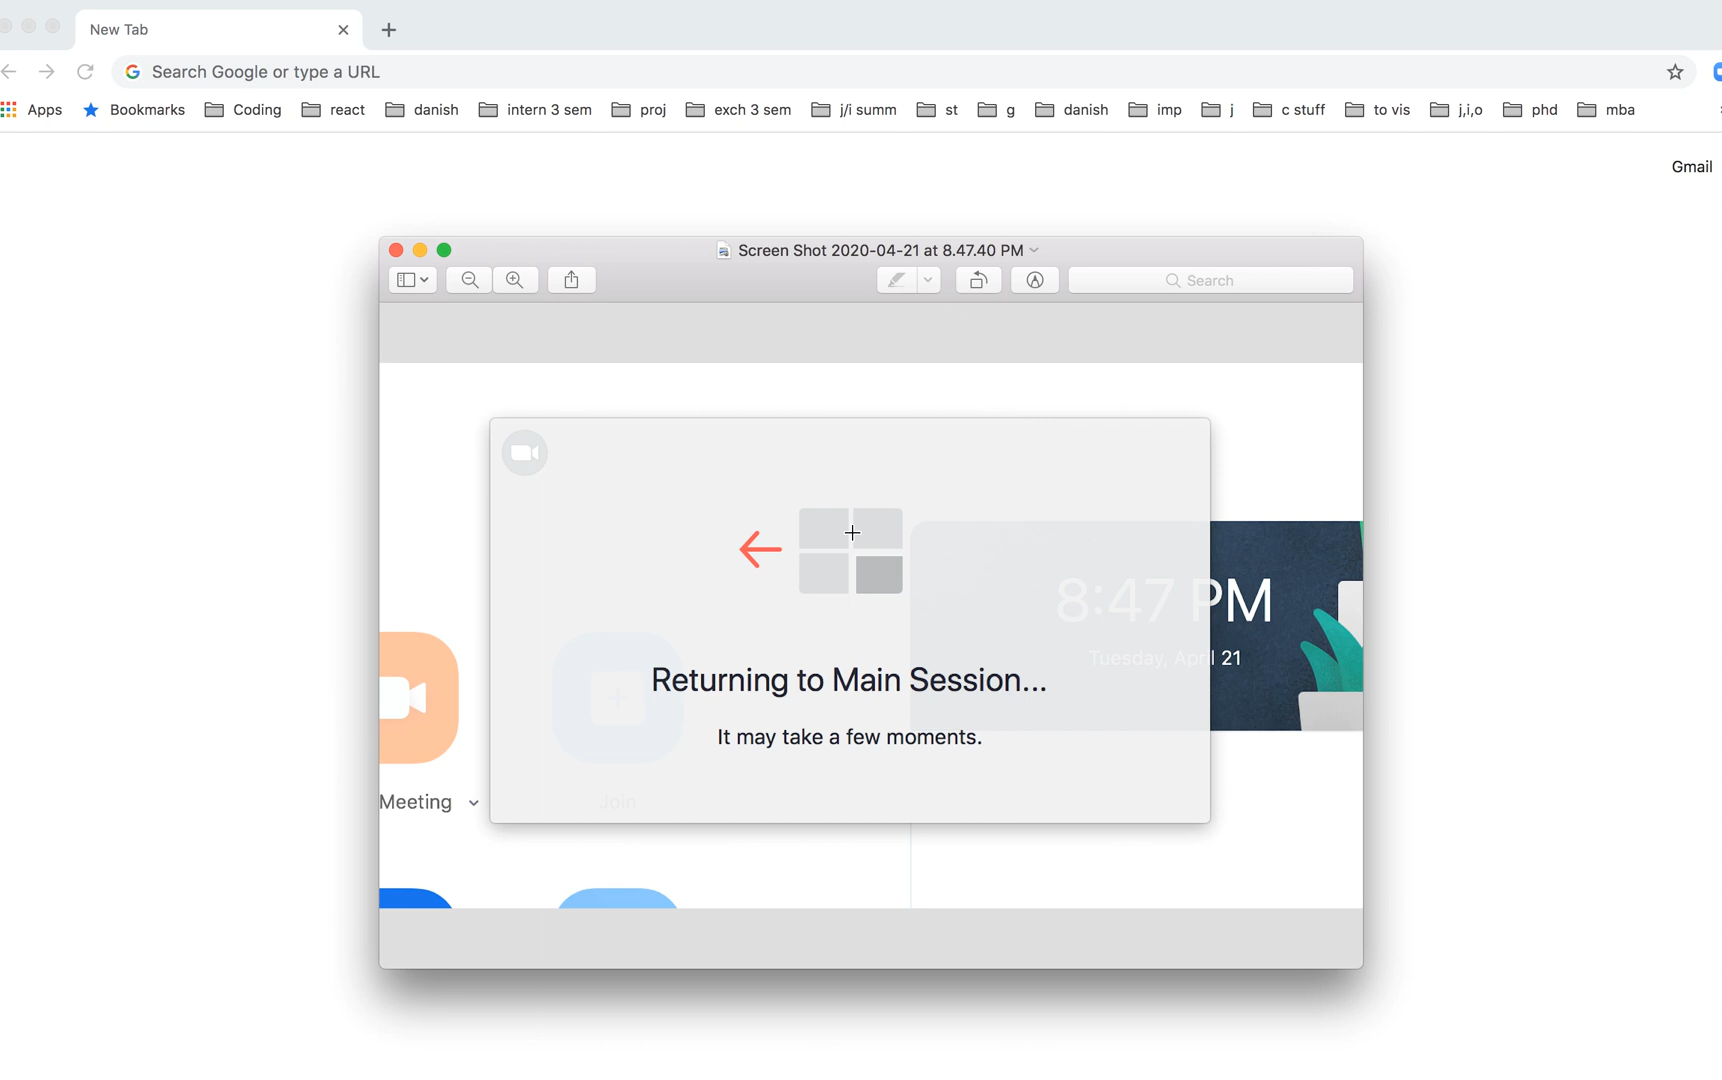 New Tab
Search Google or type a URL
Apps Bookmarks Coding react danish intern 3 sem proj exch 3 sem j/i summ st g danish imp j c stuff to vis j,i,o phd mba
Gmail
Screen Shot 2020-04-21 at 8.47.40 PM
Search
8:47 PM
Tuesday, April 21
Returning to Main Session...
It may take a few moments.
Meeting Join